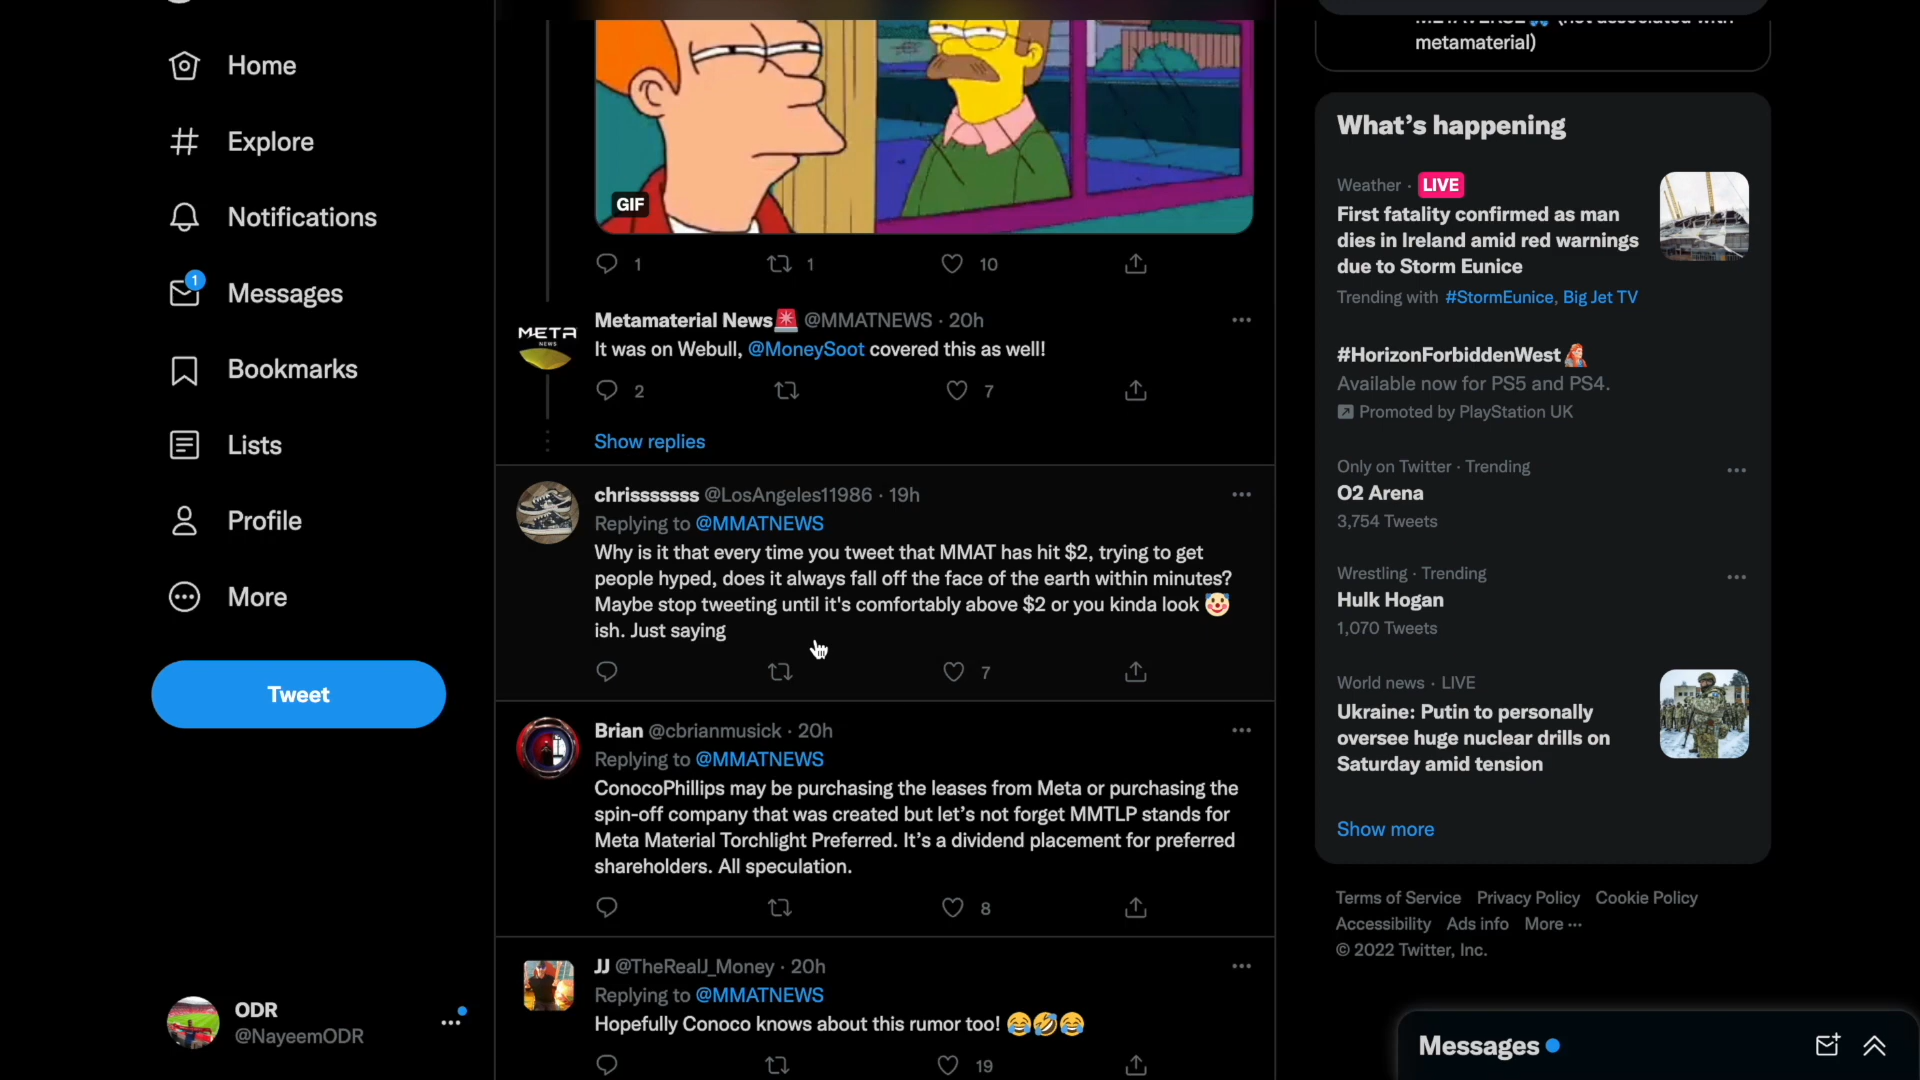 Home
Explore
Notifications
1
Messages
Bookmarks
Lists
Profile
More
Tweet
ODR
@NayeemODR
GIF
1 1 10
META
NEWS
Metamaterial News🚨 @MMATNEWS · 20h
It was on Webull, @MoneySoot covered this as well!
2 7
Show replies
chrisssssss @LosAngeles11986 · 19h
Replying to @MMATNEWS
Why is it that every time you tweet that MMAT has hit $2, trying to get
people hyped, does it always fall off the face of the earth within minutes?
Maybe stop tweeting until it's comfortably above $2 or you kinda look 🤡
ish. Just saying
7
Brian @cbrianmusick · 20h
Replying to @MMATNEWS
ConocoPhillips may be purchasing the leases from Meta or purchasing the
spin-off company that was created but let’s not forget MMTLP stands for
Meta Material Torchlight Preferred. It’s a dividend placement for preferred
shareholders. All speculation.
8
JJ @TheRealJ_Money · 20h
Replying to @MMATNEWS
Hopefully Conoco knows about this rumor too! 😂🤣😂
19
METAVERSE (not associated with
metamaterial)
What’s happening
Weather · LIVE
First fatality confirmed as man
dies in Ireland amid red warnings
due to Storm Eunice
Trending with #StormEunice, Big Jet TV
#HorizonForbiddenWest
Available now for PS5 and PS4.
Promoted by PlayStation UK
Only on Twitter · Trending
O2 Arena
3,754 Tweets
Wrestling · Trending
Hulk Hogan
1,070 Tweets
World news · LIVE
Ukraine: Putin to personally
oversee huge nuclear drills on
Saturday amid tension
Show more
Terms of Service Privacy Policy Cookie Policy
Accessibility Ads info More ···
© 2022 Twitter, Inc.
Messages